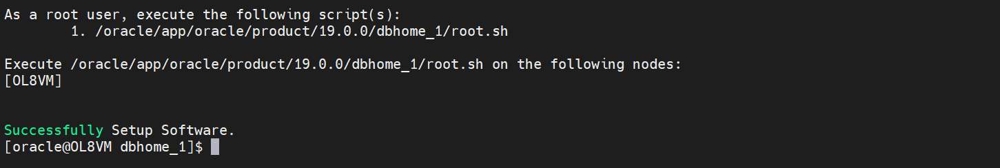 As a root user, execute the following script(s):
1. /oracle/app/oracle/product/19.0.0/dbhome_1/root.sh
Execute /oracle/app/oracle/product/19.0.0/dbhome_1/root.sh on the following nodes:
[OL8VM]
Successfully Setup Software.
[oracle@OL8VM dbhome_1]$